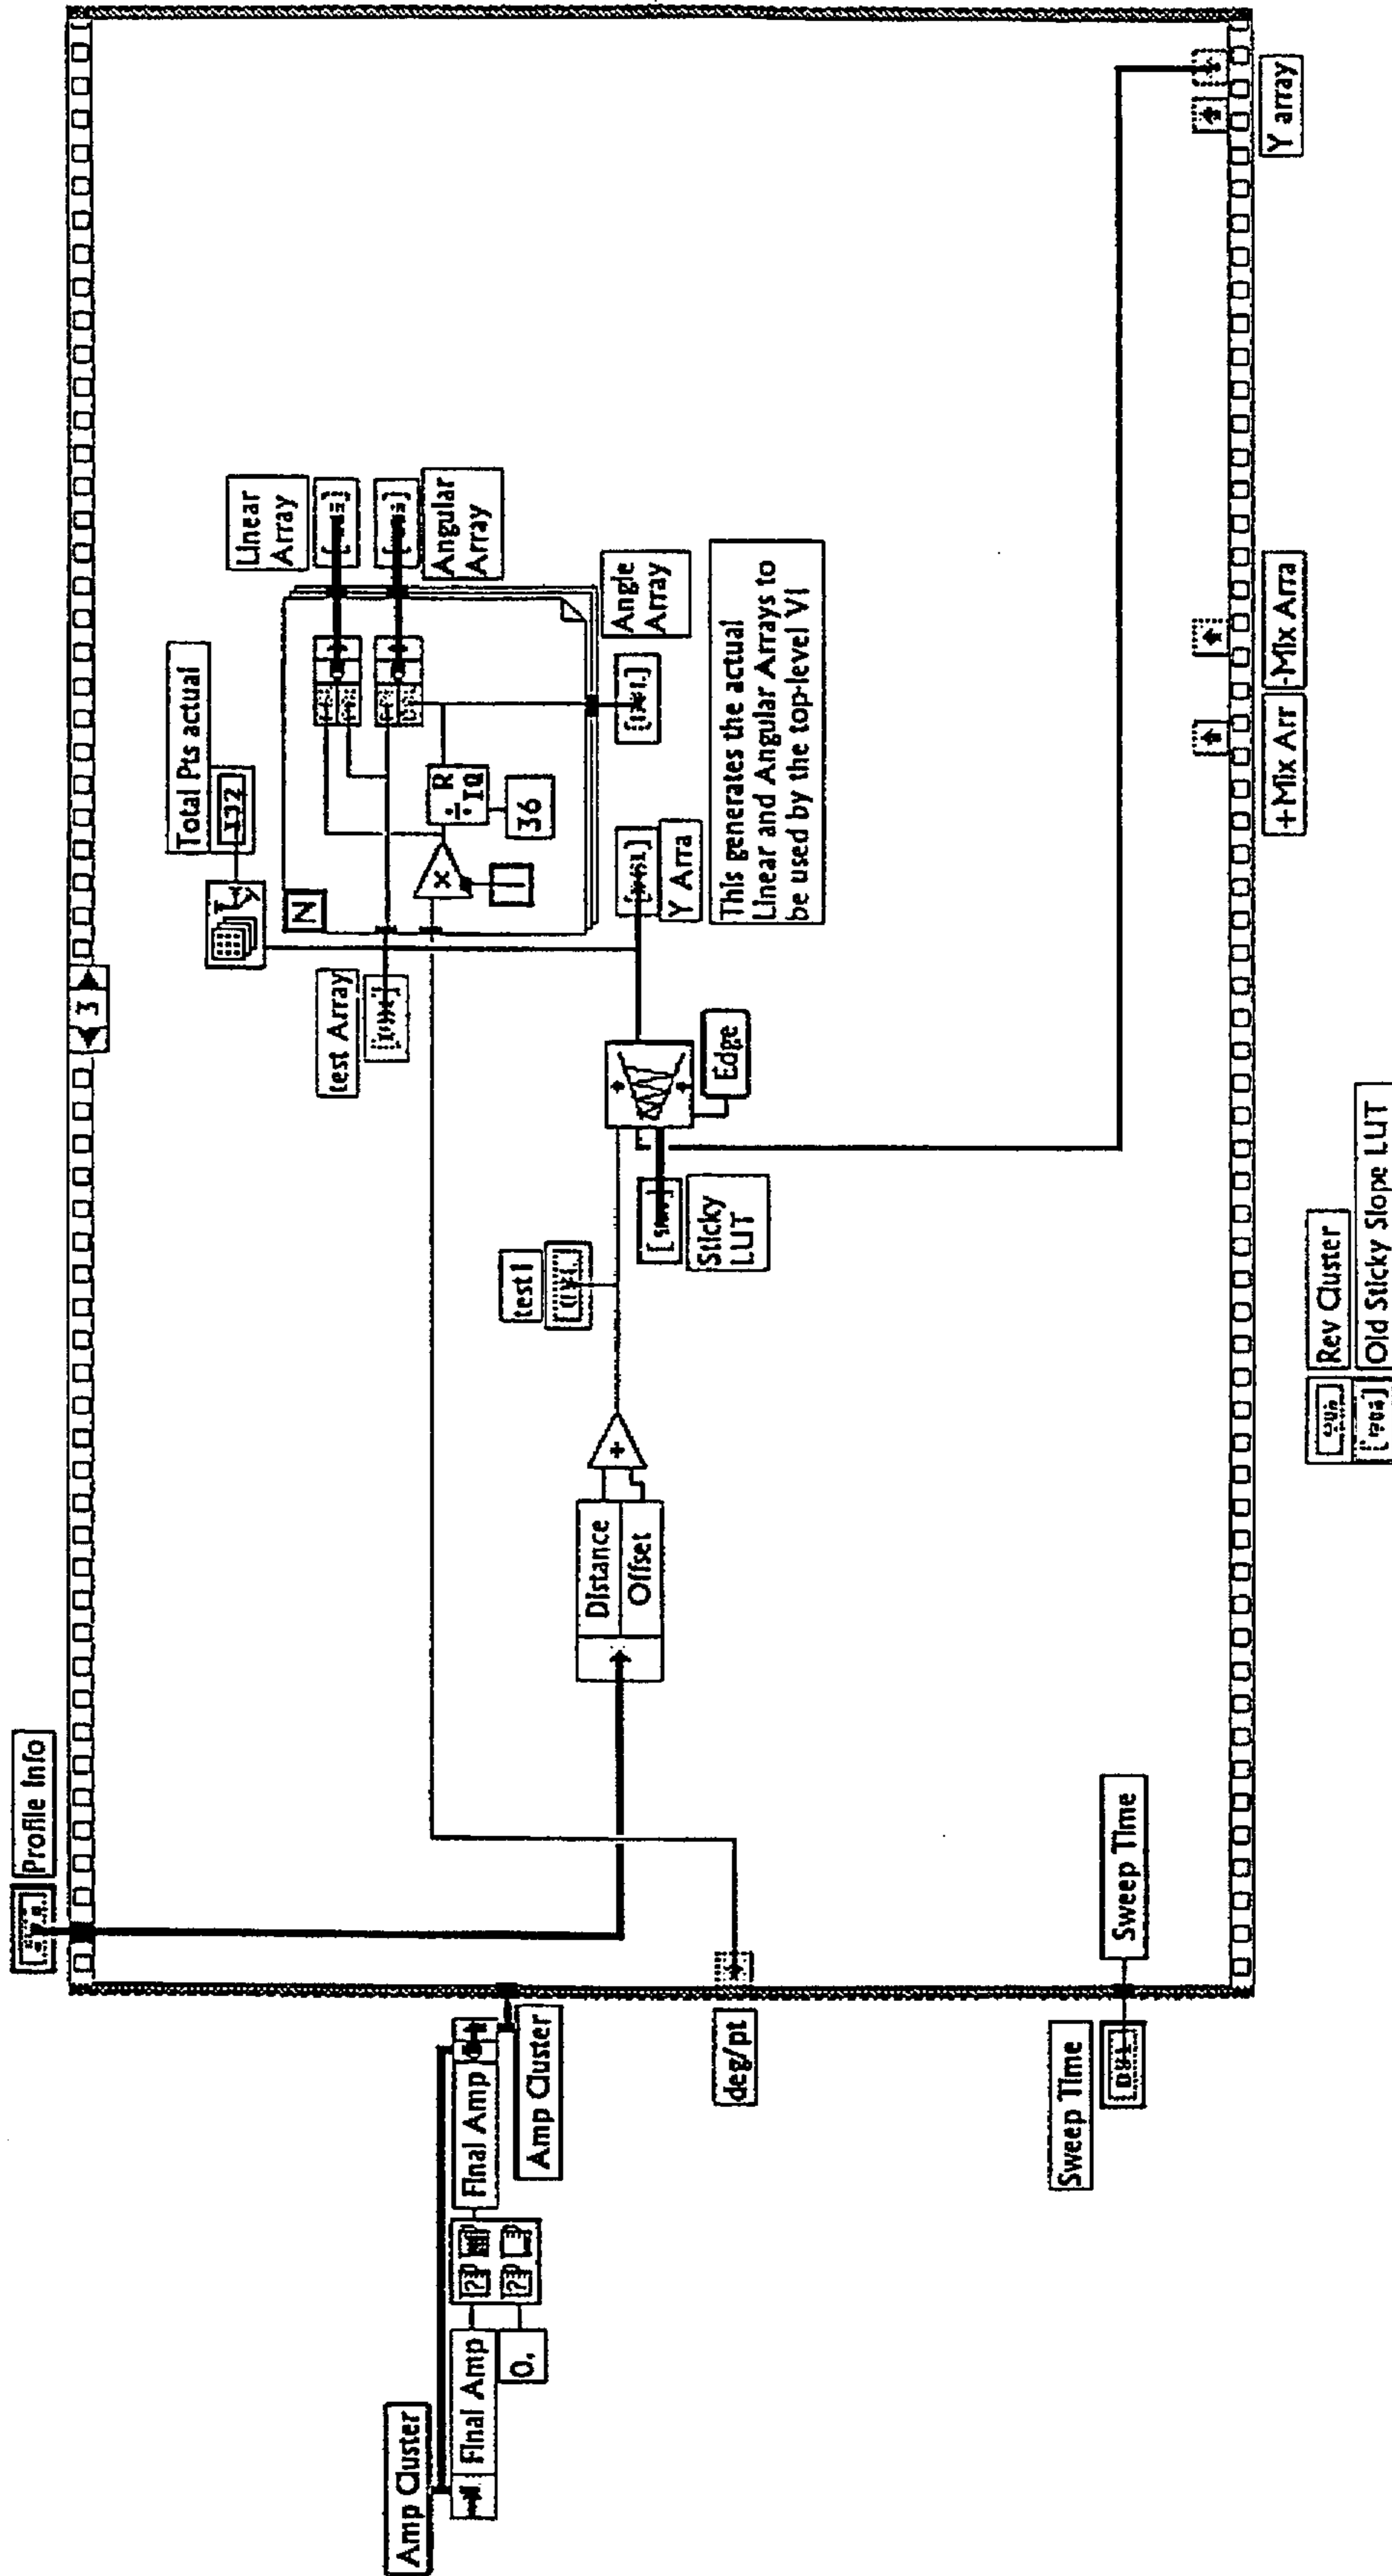 Profile Info
3
Total Pts actual
I32
Linear
Array
Angular
Array
N
R
IQ
36
Angle
Array
test Array
Y Arra
This generates the actual
Linear and Angular Arrays to
be used by the top-level VI
Edge
Sticky
LUT
test1
Distance
Offset
Amp Cluster
Final Amp
0.
Final Amp
Amp Cluster
deg/pt
Sweep Time
Sweep Time
DBL
+Mix Arr
-Mix Arra
Y array
Rev Cluster
Old Sticky Slope LUT